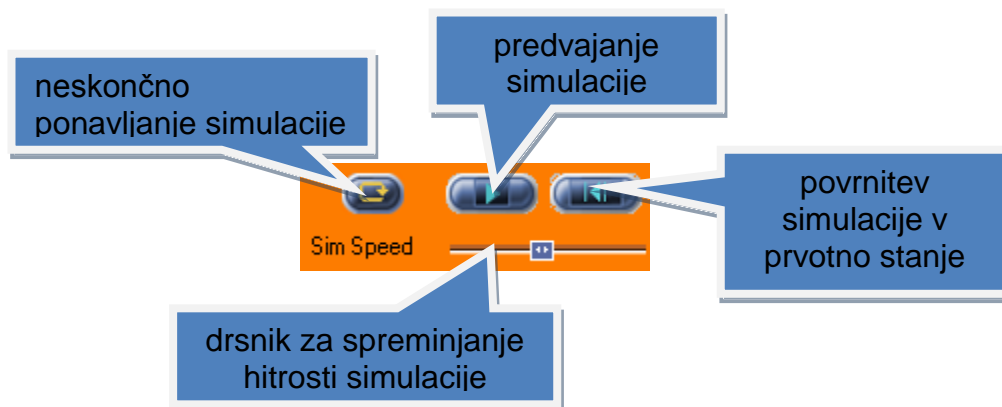 predvajanje
simulacije
neskončno
ponavljanje simulacije
povrnitev
simulacije v
prvotno stanje
Sim Speed
drsnik za spreminjanje
hitrosti simulacije